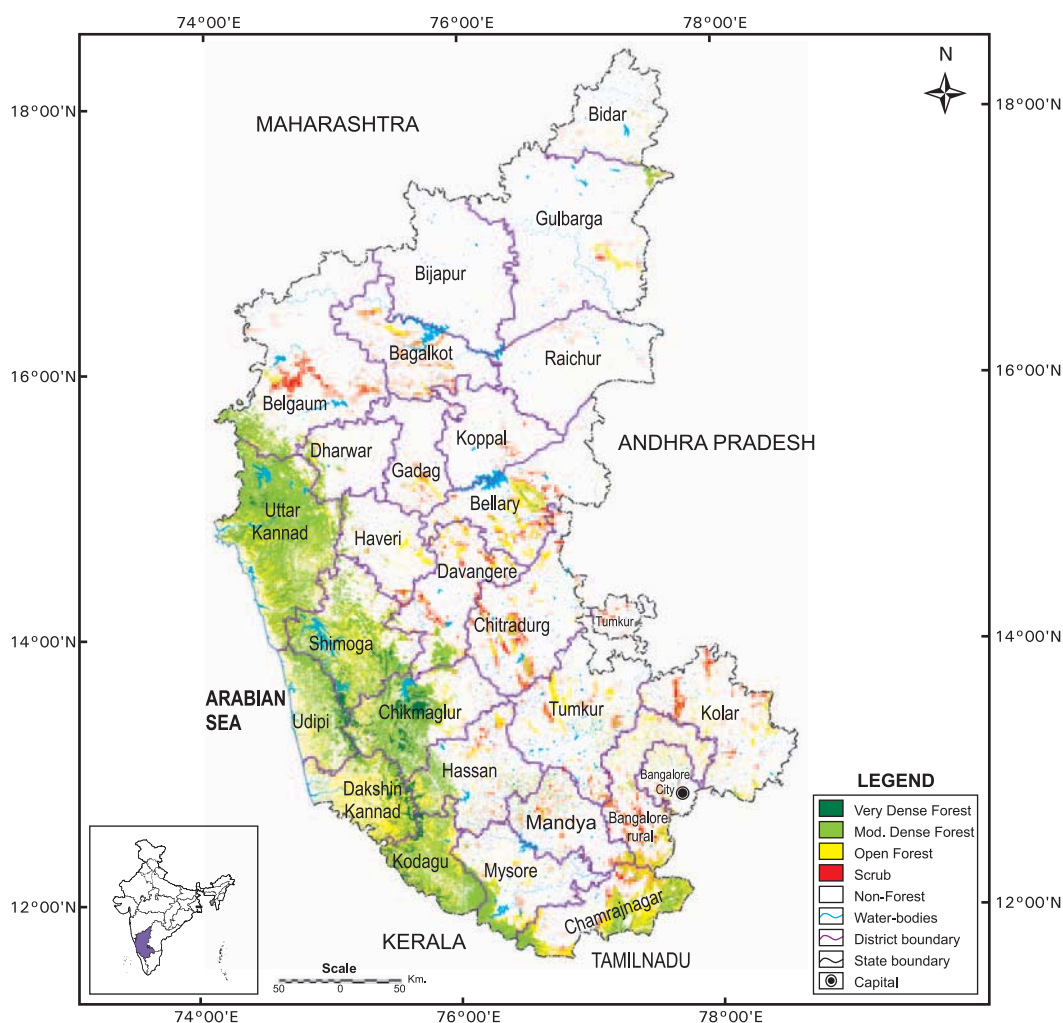 74°00'E 76°00'E 78°00'E
N
18°00'N
18°00'N
MAHARASHTRA
Bidar
Gulbarga
Bijapur
Bagalkot
Raichur
16°00'N
16°00'N
Belgaum
Koppal
ANDHRA PRADESH
Dharwar
Gadag
Bellary
Uttar
Kannad
Haveri
Davangere
Chitradurg
Tumkur
14°00'N
14°00'N
Shimoga
ARABIAN
SEA
Chikmaglur
Tumkur
Kolar
Udipi
Hassan
Bangalore
City
Dakshin
Kannad
Mandya
Bangalore
rural
Kodagu
Mysore
Chamrajnagar
12°00'N
12°00'N
KERALA
TAMILNADU
Scale
50 0 50 Km.
LEGEND
Very Dense Forest
Mod. Dense Forest
Open Forest
Scrub
Non-Forest
Water-bodies
District boundary
State boundary
Capital
74°00'E 76°00'E 78°00'E